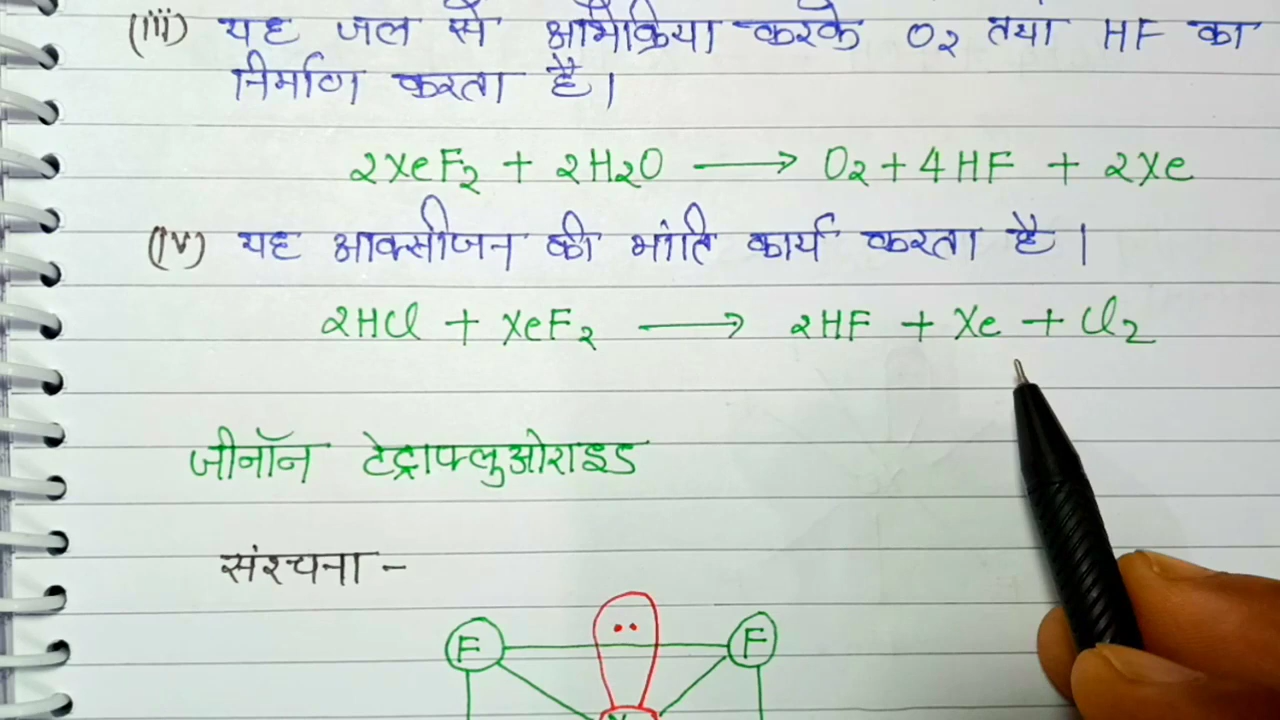 (iii) यह जल से अभिक्रिया करके O₂ तथा HF का
निर्माण करता है।
2XeF₂ + 2H₂O ⟶ O₂ + 4HF + 2Xe
(iv) यह आक्सीजन की भांति कार्य करता है।
2HCl + XeF₂ ⟶ 2HF + Xe + Cl₂
जीनॉन टेट्राफ्लुओराइड
संरचना -
F F